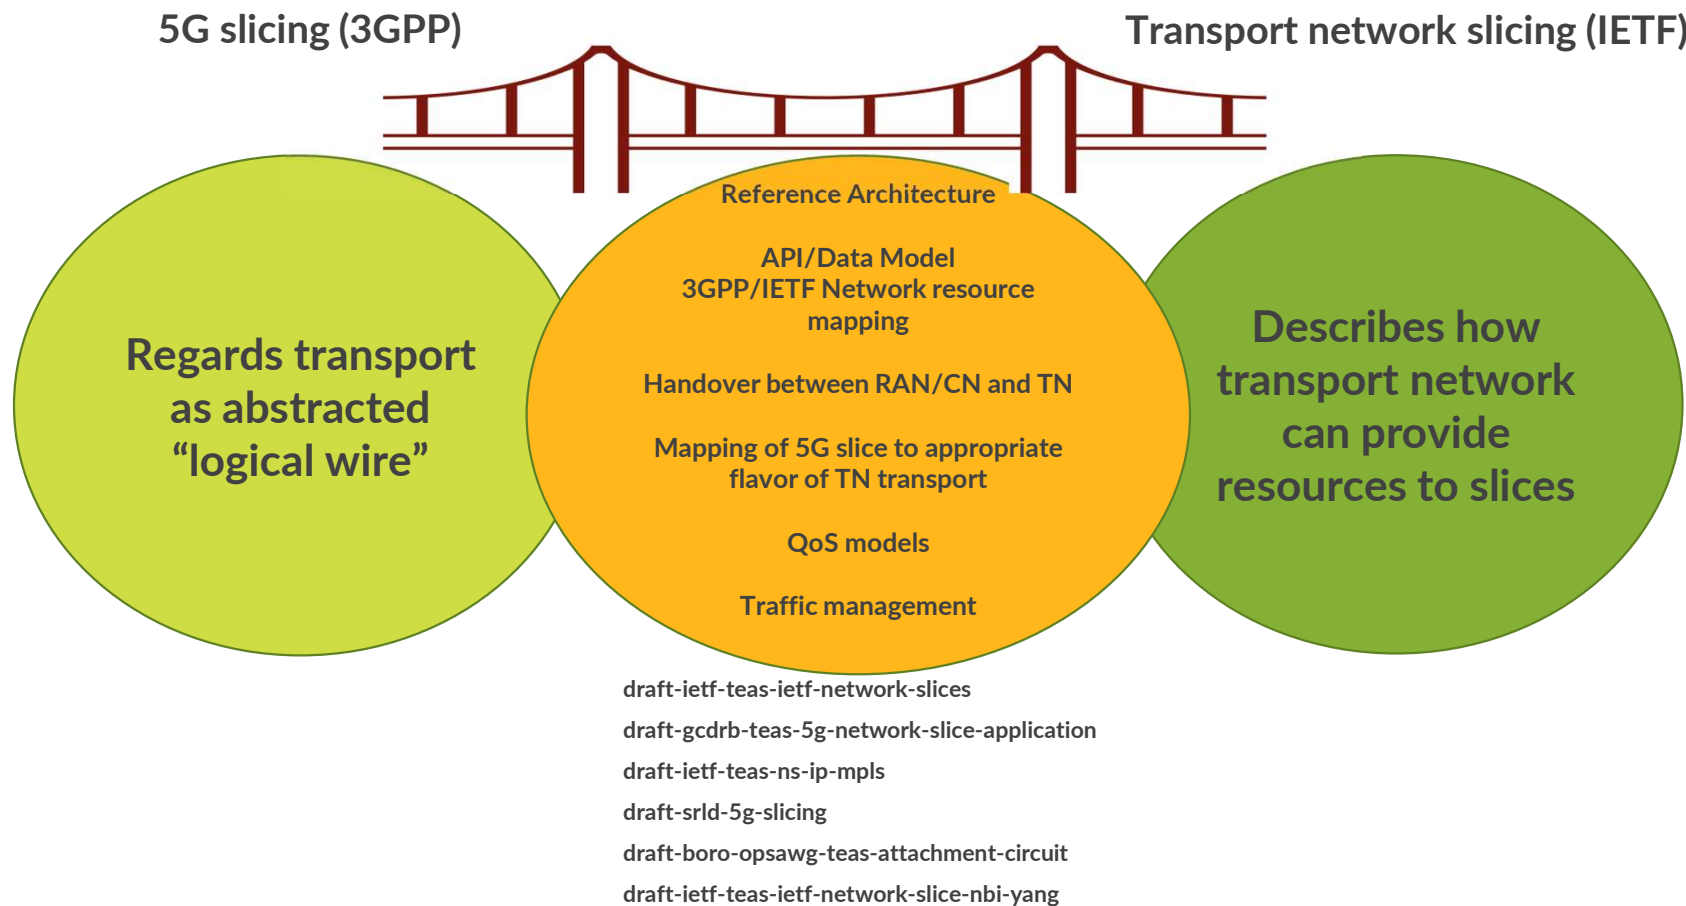 5G slicing (3GPP)
Transport network slicing (IETF)
Regards transport
as abstracted
“logical wire”
Reference Architecture
API/Data Model
3GPP/IETF Network resource
mapping
Handover between RAN/CN and TN
Mapping of 5G slice to appropriate
flavor of TN transport
QoS models
Traffic management
Describes how
transport network
can provide
resources to slices
draft-ietf-teas-ietf-network-slices
draft-gcdrb-teas-5g-network-slice-application
draft-ietf-teas-ns-ip-mpls
draft-srld-5g-slicing
draft-boro-opsawg-teas-attachment-circuit
draft-ietf-teas-ietf-network-slice-nbi-yang